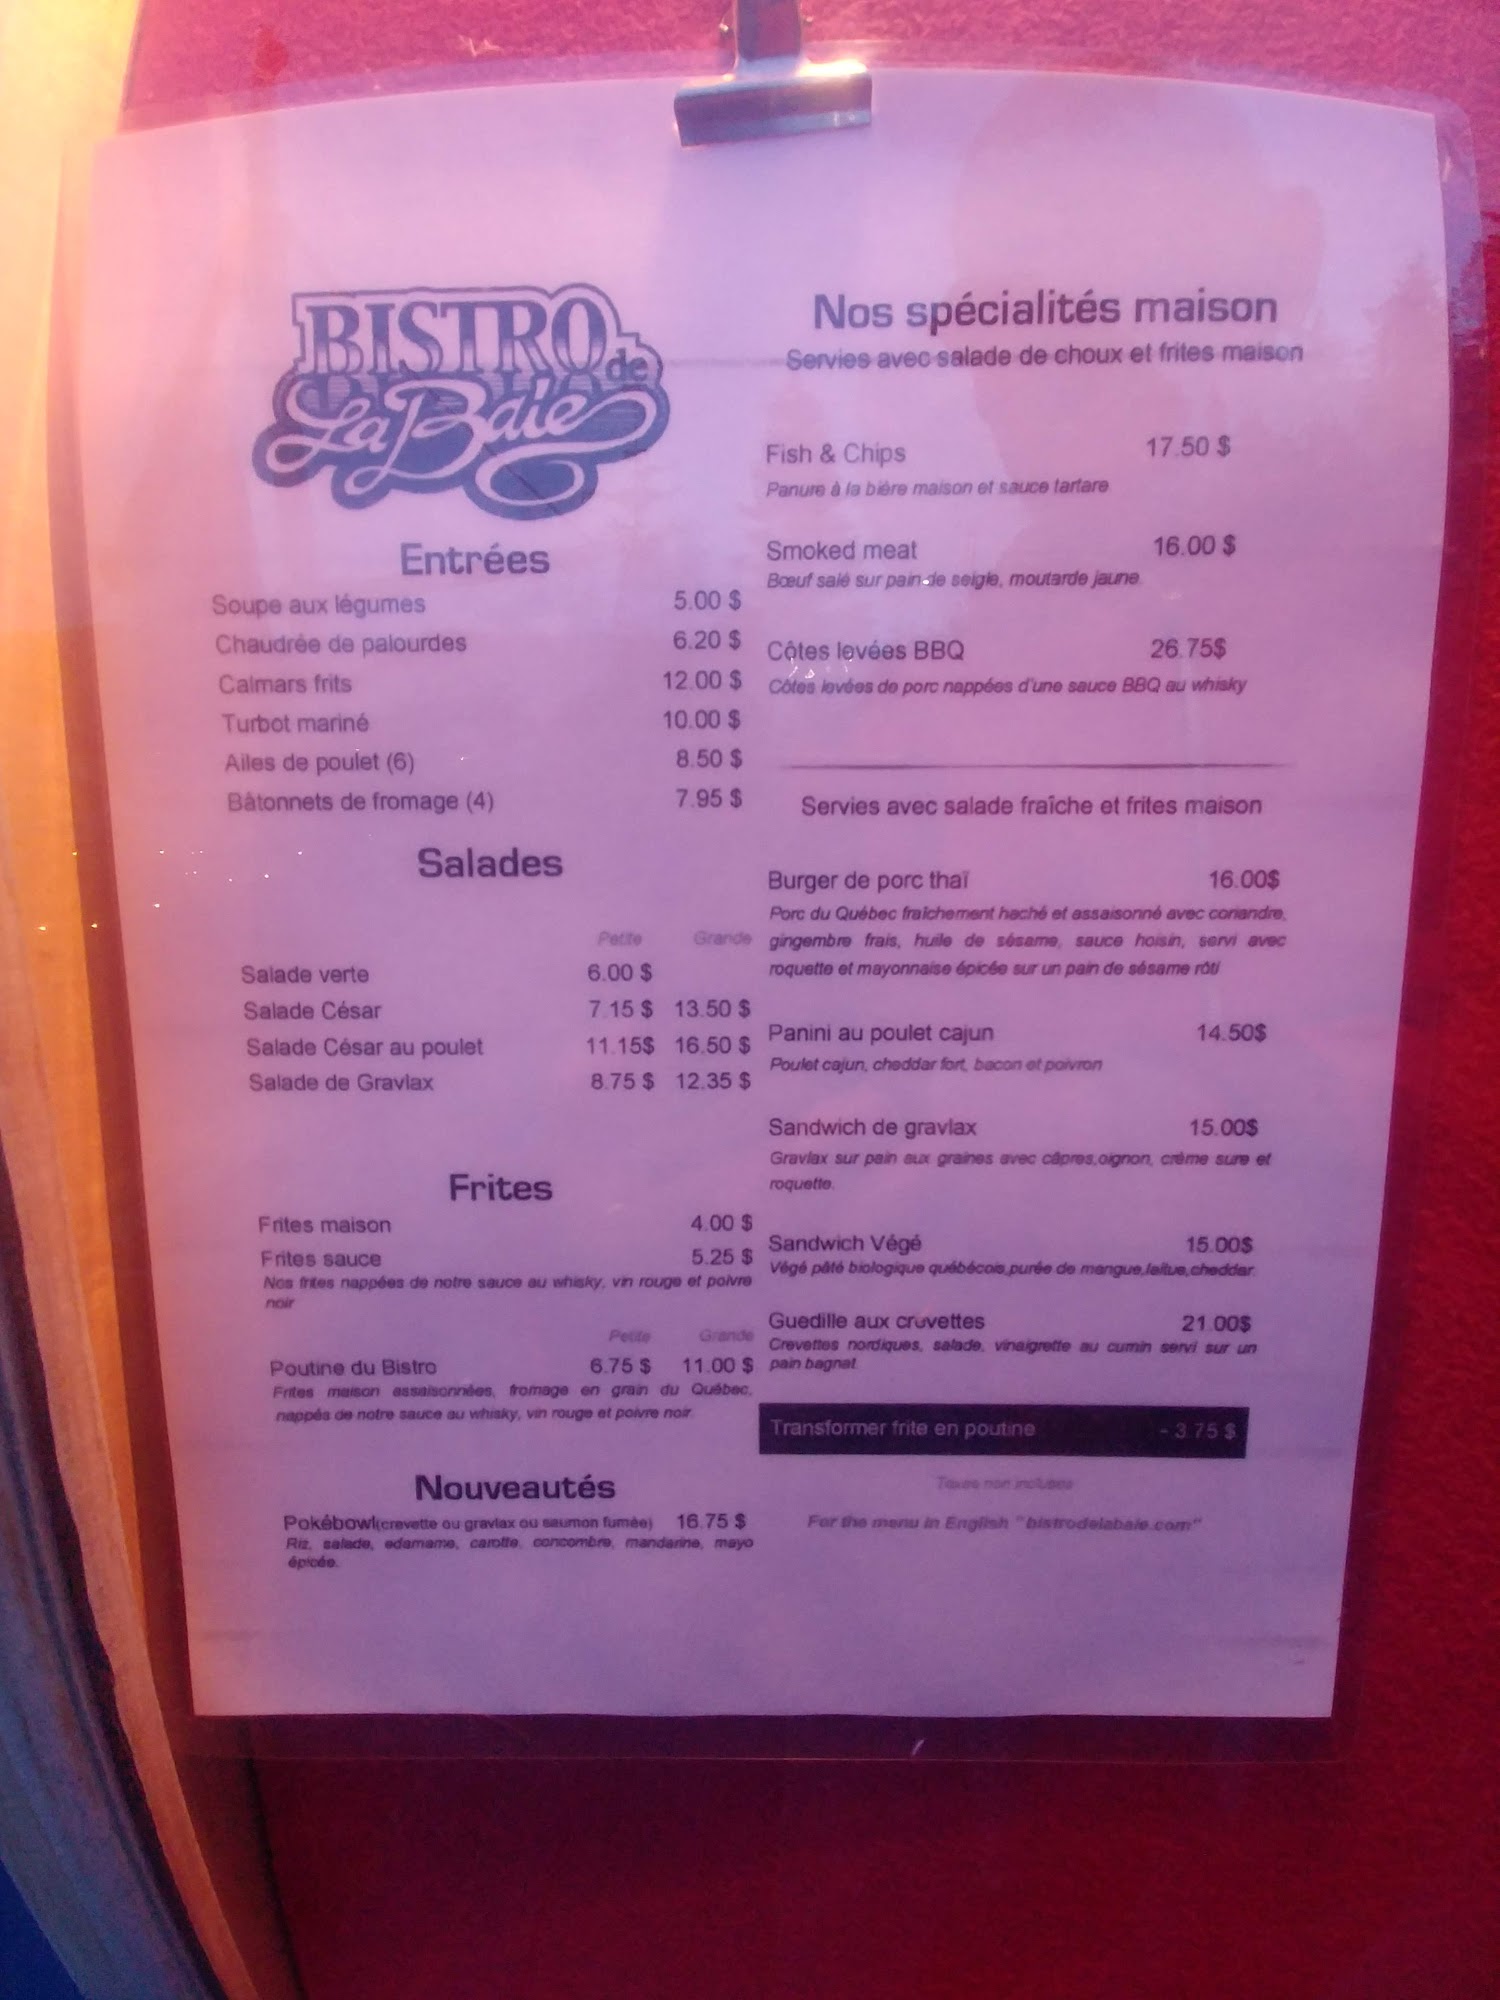 BISTRO de
La Baie
Entrées
Soupe aux légumes 5.00 $
Chaudrée de palourdes 6.20 $
Calmars frits 12.00 $
Turbot mariné 10.00 $
Ailes de poulet (6) 8.50 $
Bâtonnets de fromage (4) 7.95 $
Salades
Petite Grande
Salade verte 6.00 $
Salade César 7.15 $ 13.50 $
Salade César au poulet 11.15$ 16.50 $
Salade de Gravlax 8.75 $ 12.35 $
Frites
Frites maison 4.00 $
Frites sauce 5.25 $
Nos frites nappées de notre sauce au whisky, vin rouge et poivre
noir
Petite Grande
Poutine du Bistro 6.75 $ 11.00 $
Frites maison assaisonnées, fromage en grain du Québec,
nappés de notre sauce au whisky, vin rouge et poivre noir
Nouveautés
Pokébowl(crevette ou gravlax ou saumon fumée) 16.75 $
Riz, salade, edamame, carotte, concombre, mandarine, mayo
épicée.
Nos spécialités maison
Servies avec salade de choux et frites maison
Fish & Chips 17.50 $
Panure à la bière maison et sauce tartare
Smoked meat 16.00 $
Bœuf salé sur pain de seigle, moutarde jaune
Côtes levées BBQ 26.75$
Côtes levées de porc nappées d'une sauce BBQ au whisky
Servies avec salade fraîche et frites maison
Burger de porc thaï 16.00$
Porc du Québec fraîchement haché et assaisonné avec coriandre,
gingembre frais, huile de sésame, sauce hoisin, servi avec
roquette et mayonnaise épicée sur un pain de sésame rôti
Panini au poulet cajun 14.50$
Poulet cajun, cheddar fort, bacon et poivron
Sandwich de gravlax 15.00$
Gravlax sur pain aux graines avec câpres,oignon, crème sure et
roquette.
Sandwich Végé 15.00$
Végé pâté biologique québécois,purée de mangue,laitue,cheddar.
Guedille aux crevettes 21.00$
Crevettes nordiques, salade, vinaigrette au cumin servi sur un
pain bagnat
Transformer frite en poutine - 3.75 $
Taxes non incluses
For the menu in English "bistrodelabaie.com"